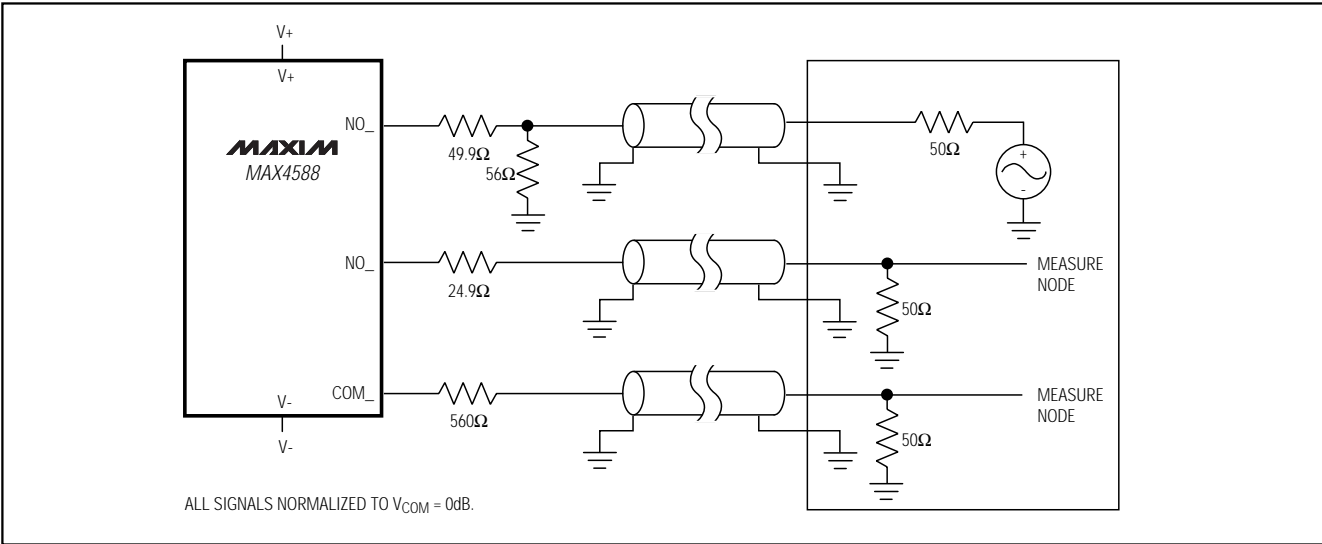 V+
V+
NO_
MAXIM
MAX4588
49.9Ω
56Ω
50Ω
+
-
NO_
24.9Ω
MEASURE
NODE
50Ω
COM_
V-
V-
560Ω
MEASURE
NODE
50Ω
ALL SIGNALS NORMALIZED TO VCOM = 0dB.